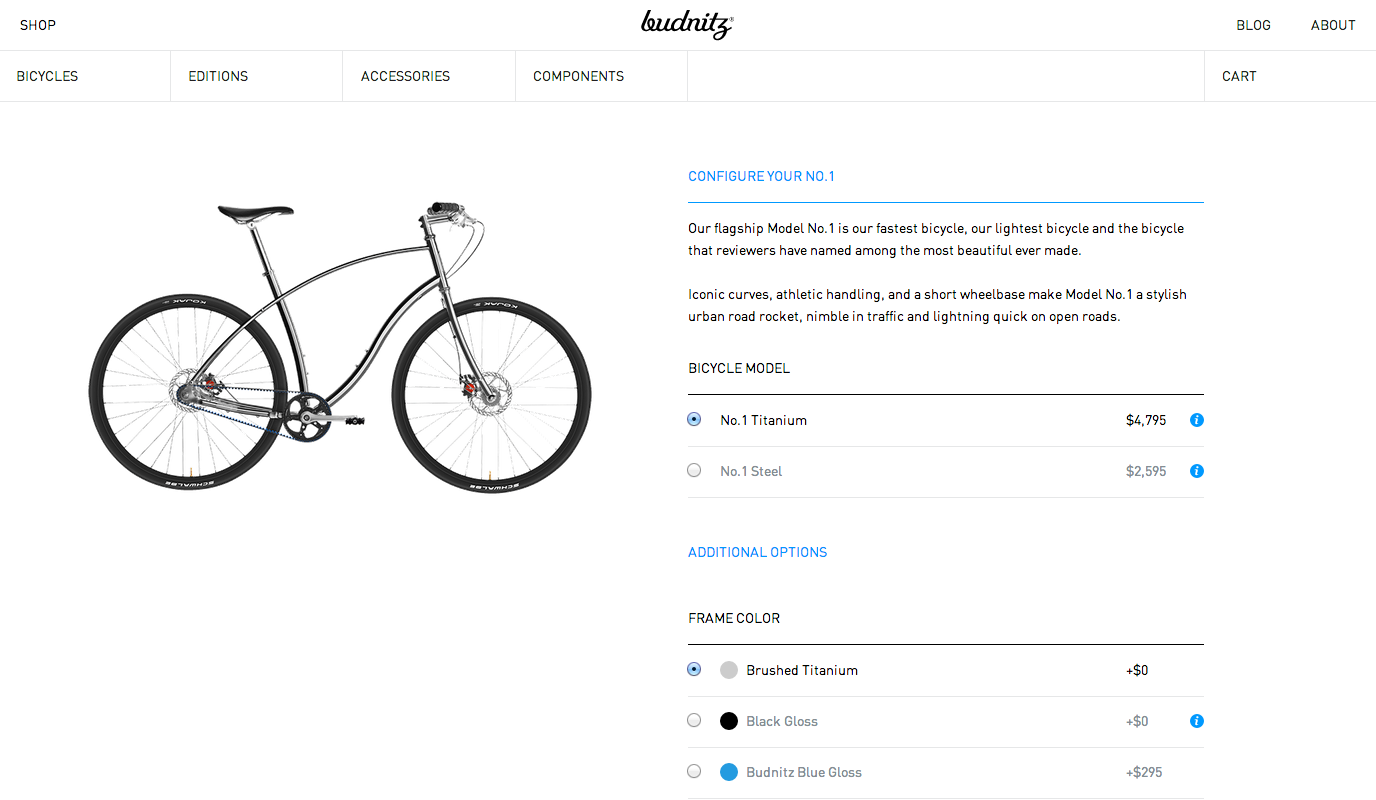 SHOP
budnitz®
BLOG
ABOUT
BICYCLES
EDITIONS
ACCESSORIES
COMPONENTS
CART
KOJAK
KOJAK
SCHWALBE
SCHWALBE
CONFIGURE YOUR NO.1
Our flagship Model No.1 is our fastest bicycle, our lightest bicycle and the bicycle
that reviewers have named among the most beautiful ever made.
Iconic curves, athletic handling, and a short wheelbase make Model No.1 a stylish
urban road rocket, nimble in traffic and lightning quick on open roads.
BICYCLE MODEL
No.1 Titanium $4,795 i
No.1 Steel $2,595 i
ADDITIONAL OPTIONS
FRAME COLOR
Brushed Titanium +$0
Black Gloss +$0 i
Budnitz Blue Gloss +$295